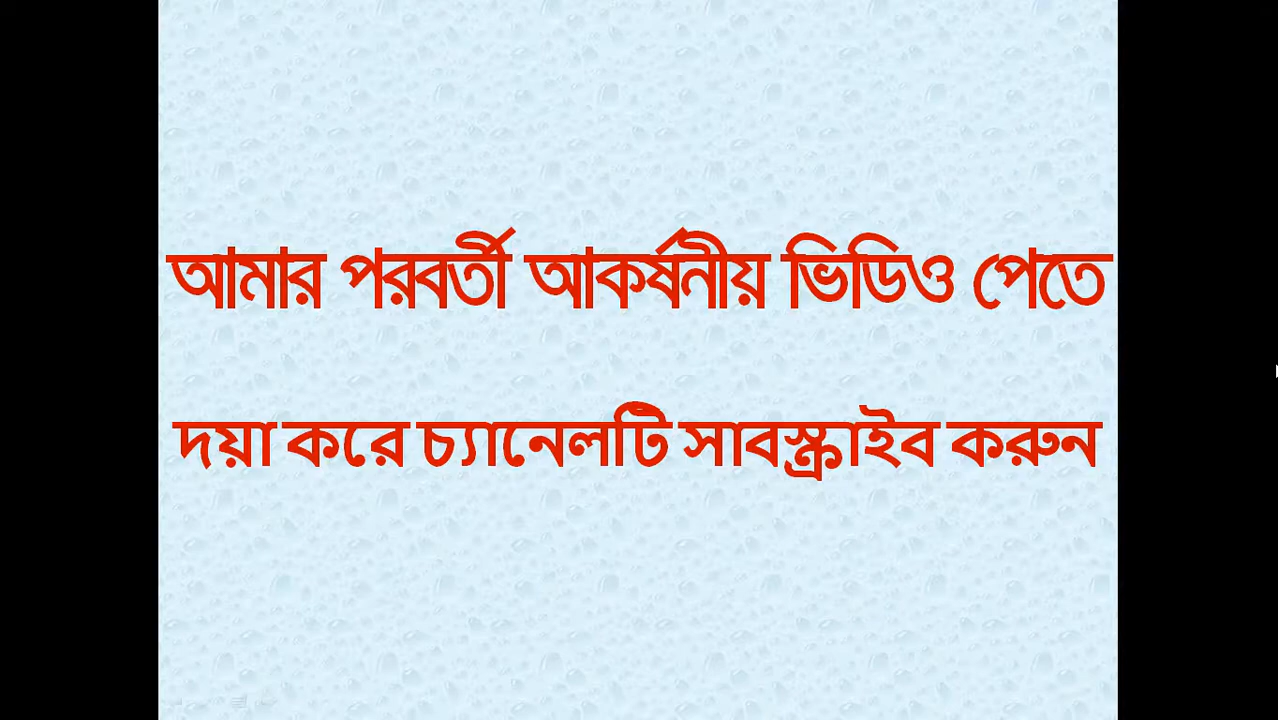 আমার পরবর্তী আকর্ষনীয় ভিডিও পেতে
দয়া করে চ্যানেলটি সাবস্ক্রাইব করুন